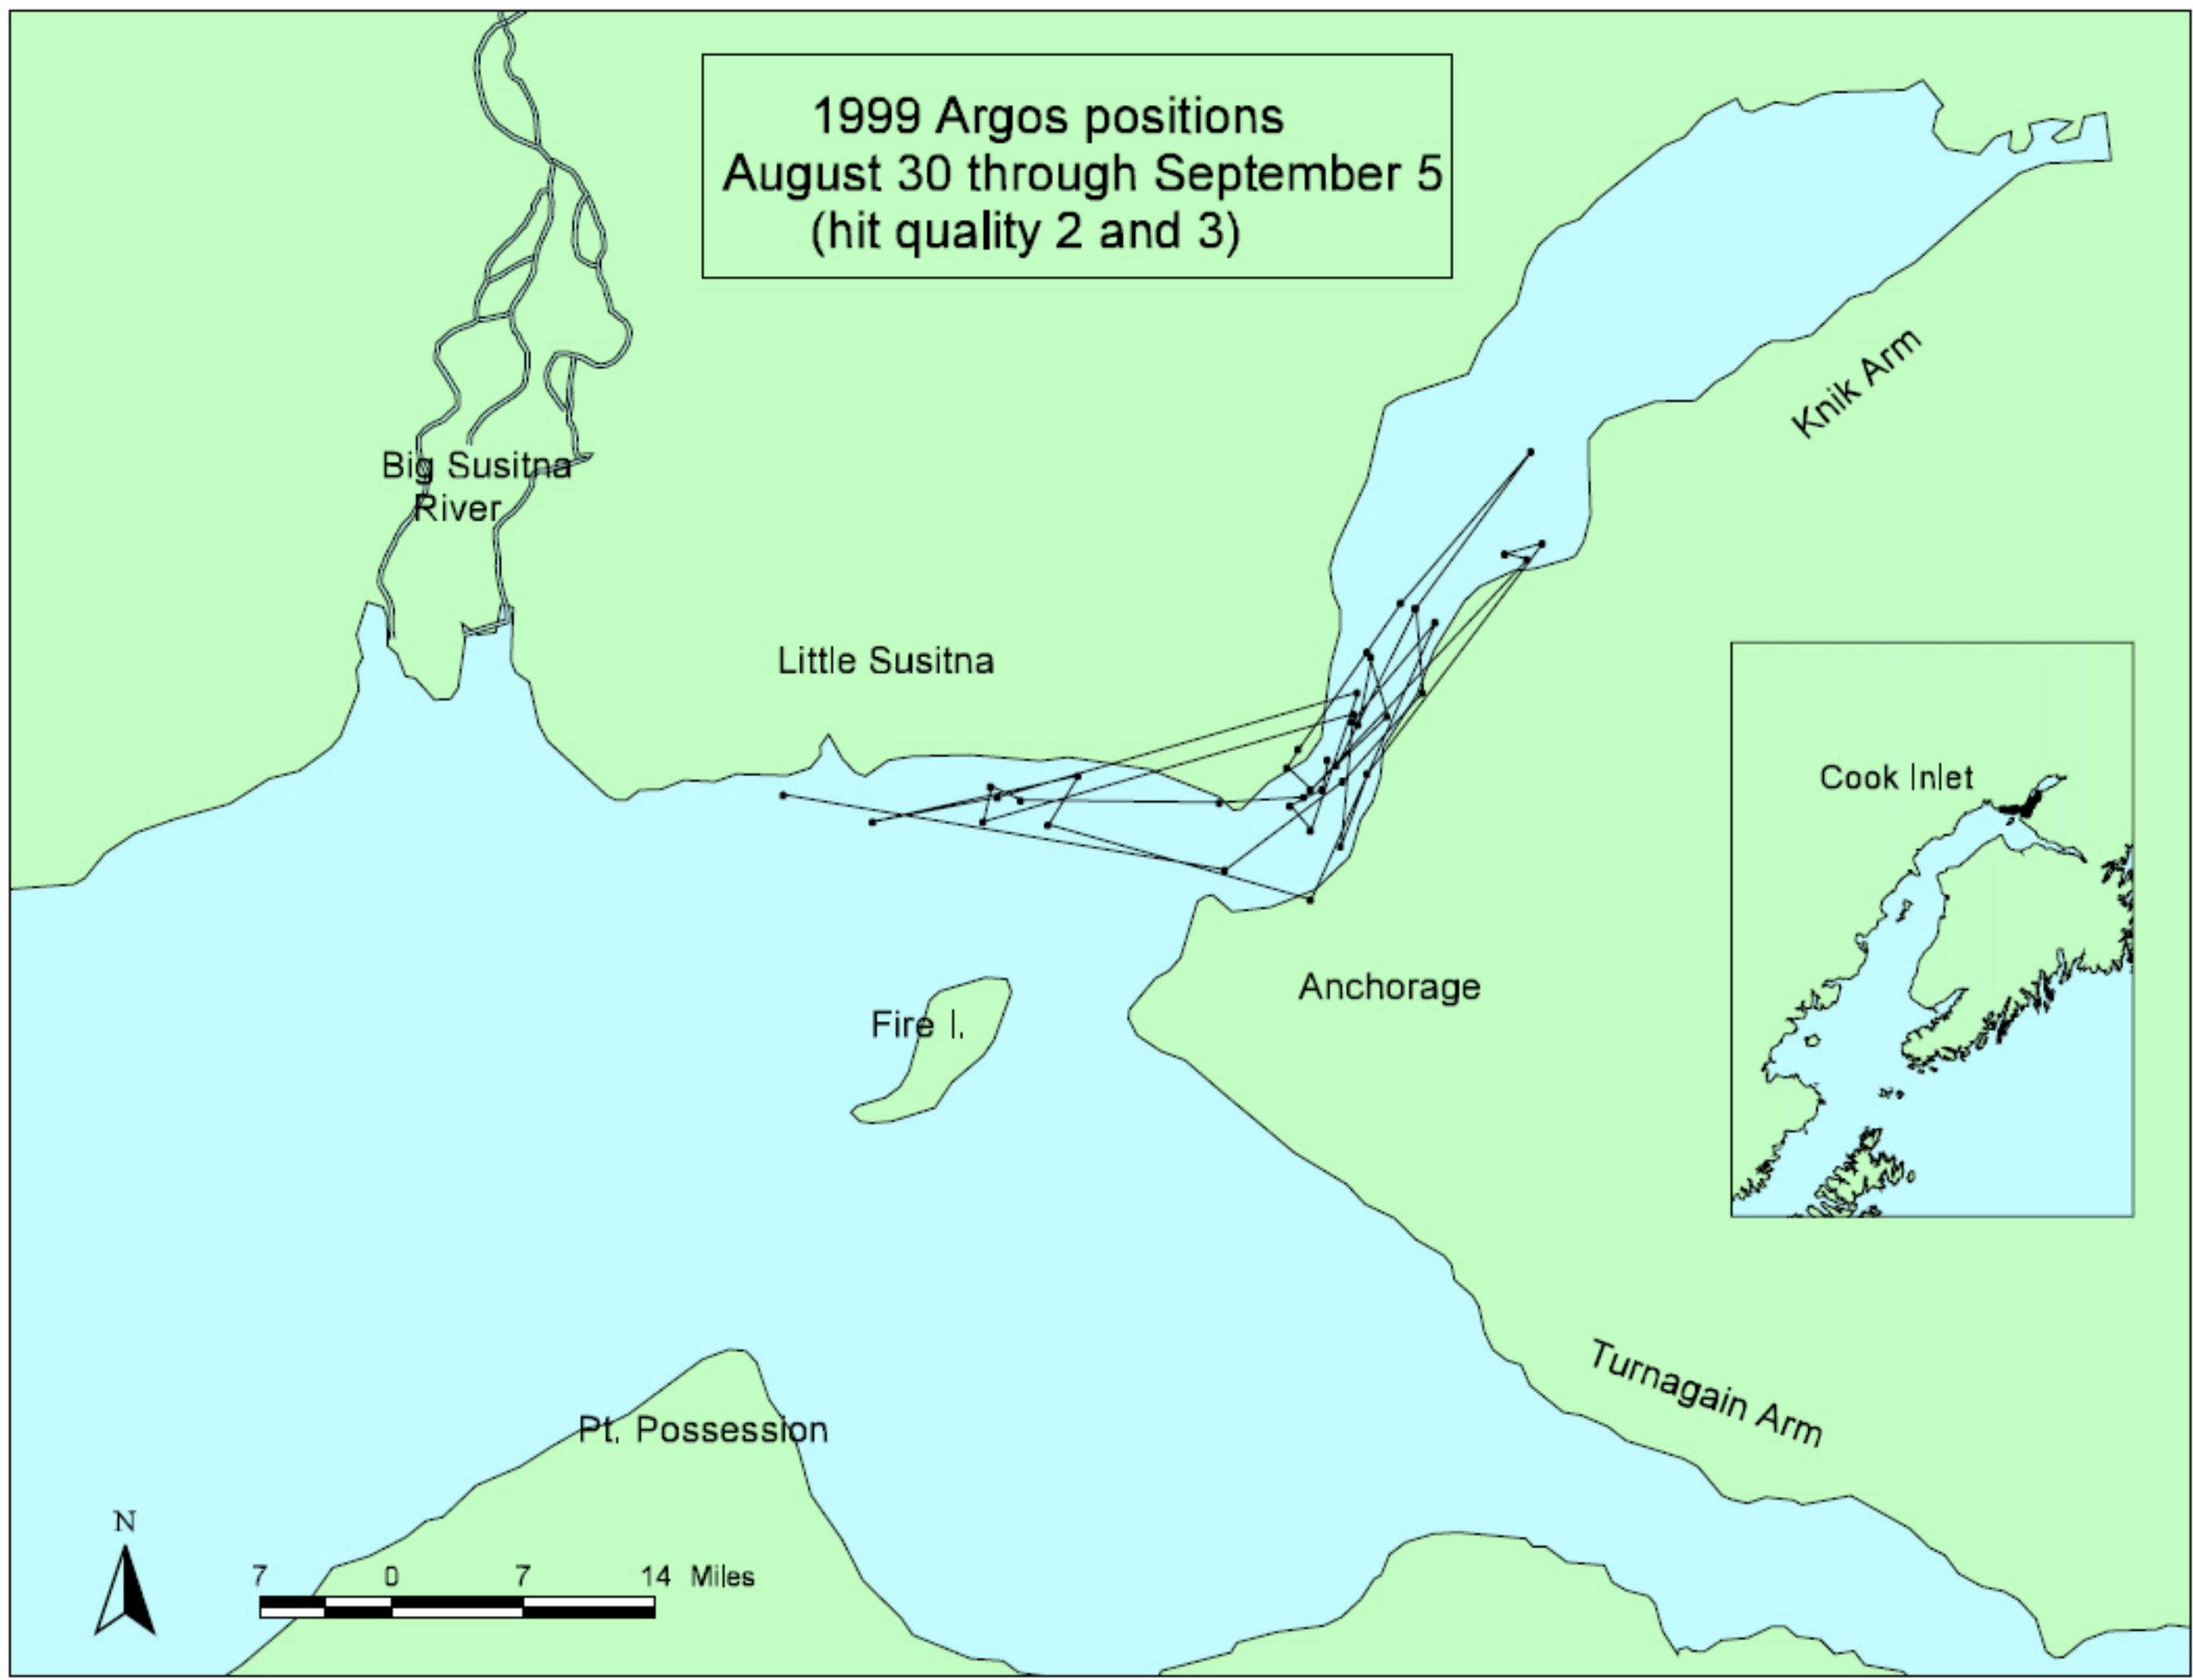 1999 Argos positions
August 30 through September 5
(hit quality 2 and 3)
Knik Arm
Big Susitna
River
Little Susitna
Cook Inlet
Anchorage
Fire I.
Turnagain Arm
Pt. Possession
N
7 0 7 14 Miles